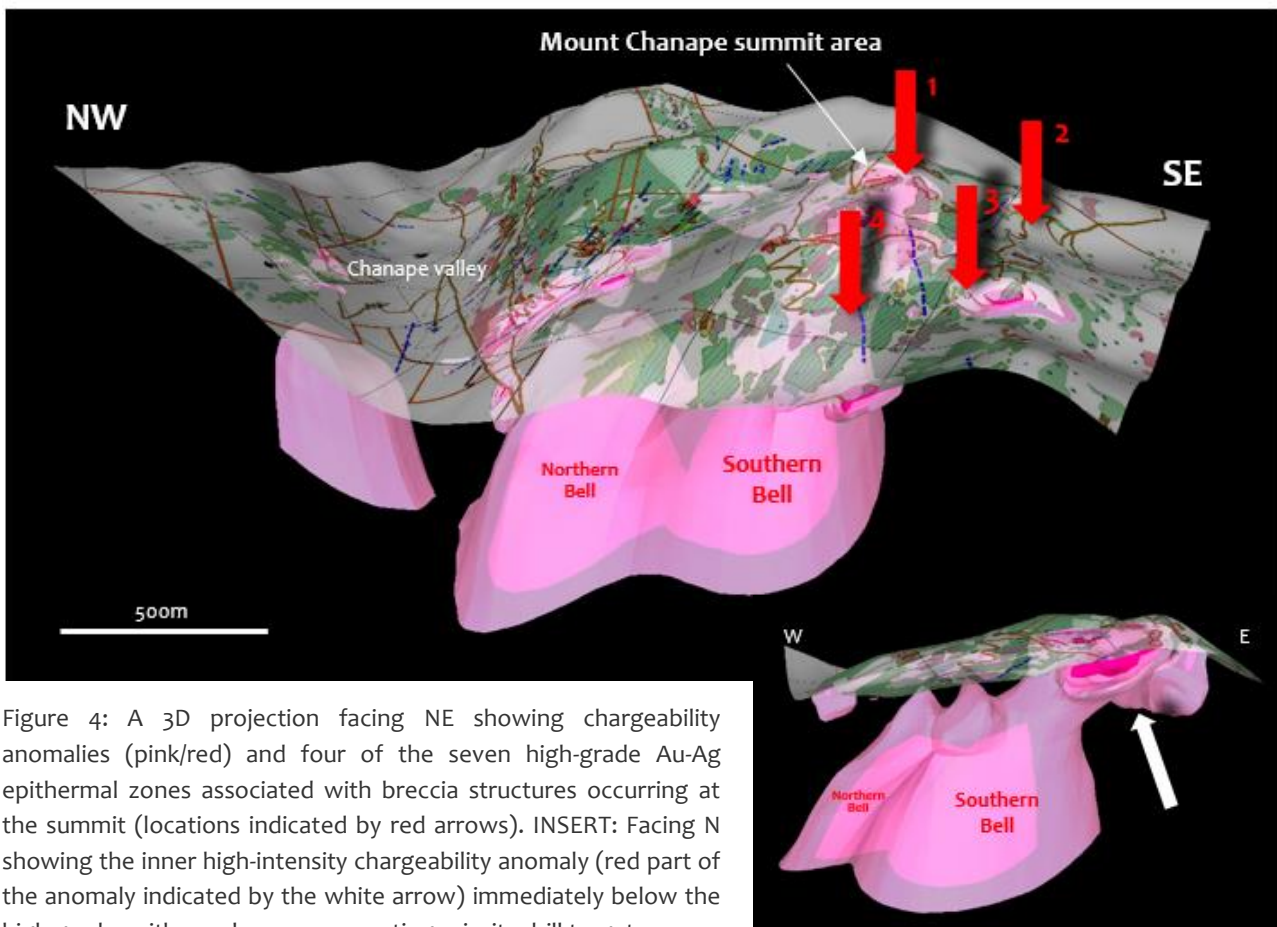 Mount Chanape summit area
1
NW
2
SE
3
4
Chanape valley
Northern
Bell
Southern
Bell
500m
W
E
Northern
Bell
Southern
Bell
Figure 4: A 3D projection facing NE showing chargeability
anomalies (pink/red) and four of the seven high-grade Au-Ag
epithermal zones associated with breccia structures occurring at
the summit (locations indicated by red arrows). INSERT: Facing N
showing the inner high-intensity chargeability anomaly (red part of
the anomaly indicated by the white arrow) immediately below the